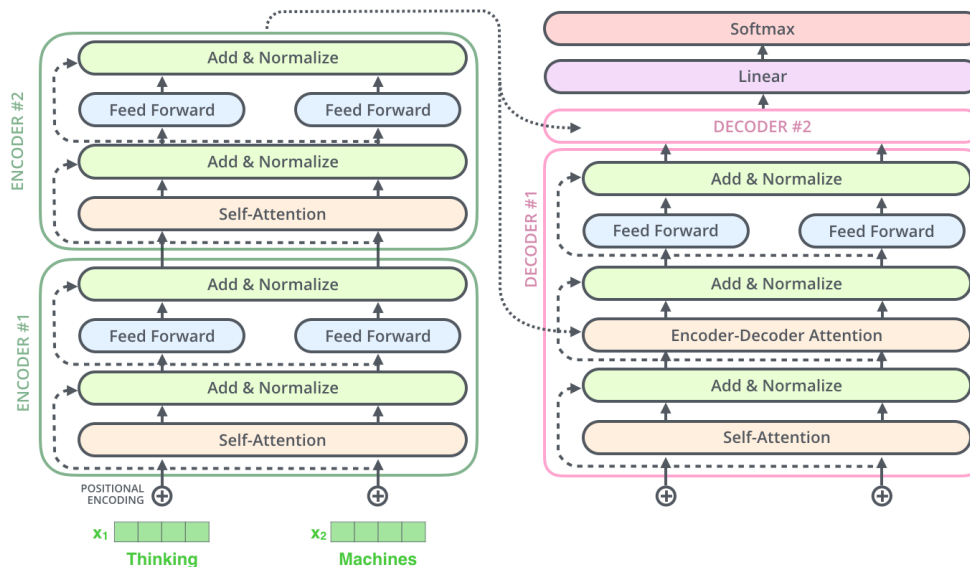 ENCODER #2
Add & Normalize
Feed Forward
Feed Forward
Add & Normalize
Self-Attention
ENCODER #1
Add & Normalize
Feed Forward
Feed Forward
Add & Normalize
Self-Attention
POSITIONAL
ENCODING
x₁
x₂
Thinking
Machines
Softmax
Linear
DECODER #2
DECODER #1
Add & Normalize
Feed Forward
Feed Forward
Add & Normalize
Encoder-Decoder Attention
Add & Normalize
Self-Attention